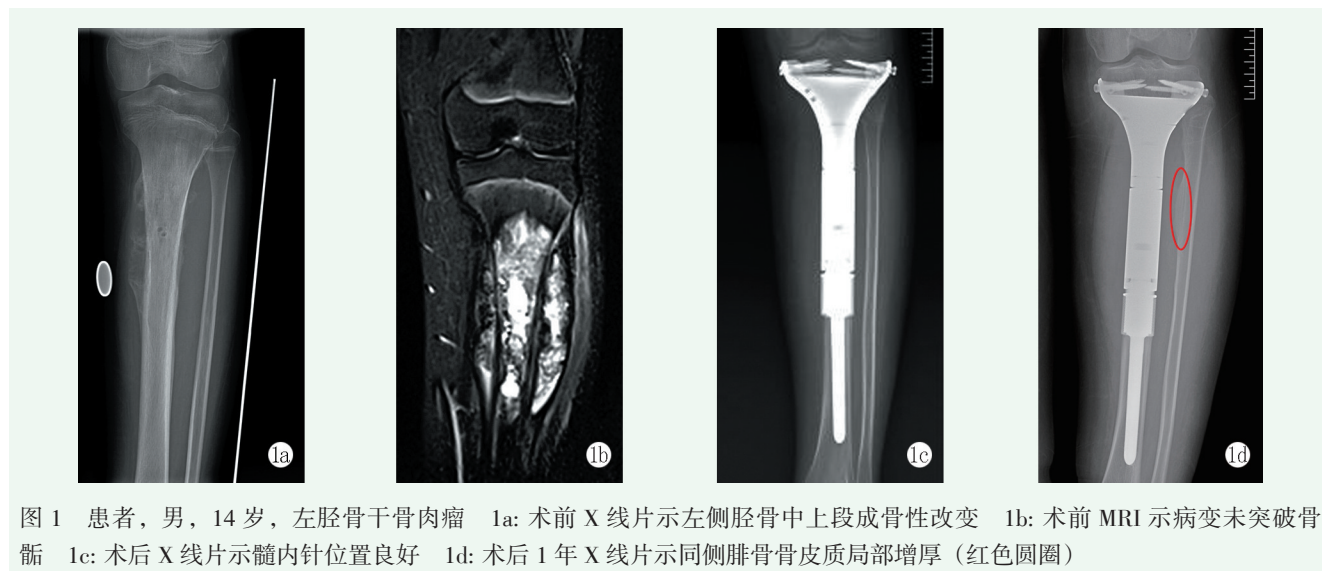 1a
1b
1c
1d
图 1 患者，男，14 岁，左胫骨干骨肉瘤 1a: 术前 X 线片示左侧胫骨中上段成骨性改变 1b: 术前 MRI 示病变未突破骨
骺 1c: 术后 X 线片示髓内针位置良好 1d: 术后 1 年 X 线片示同侧腓骨骨皮质局部增厚（红色圆圈）